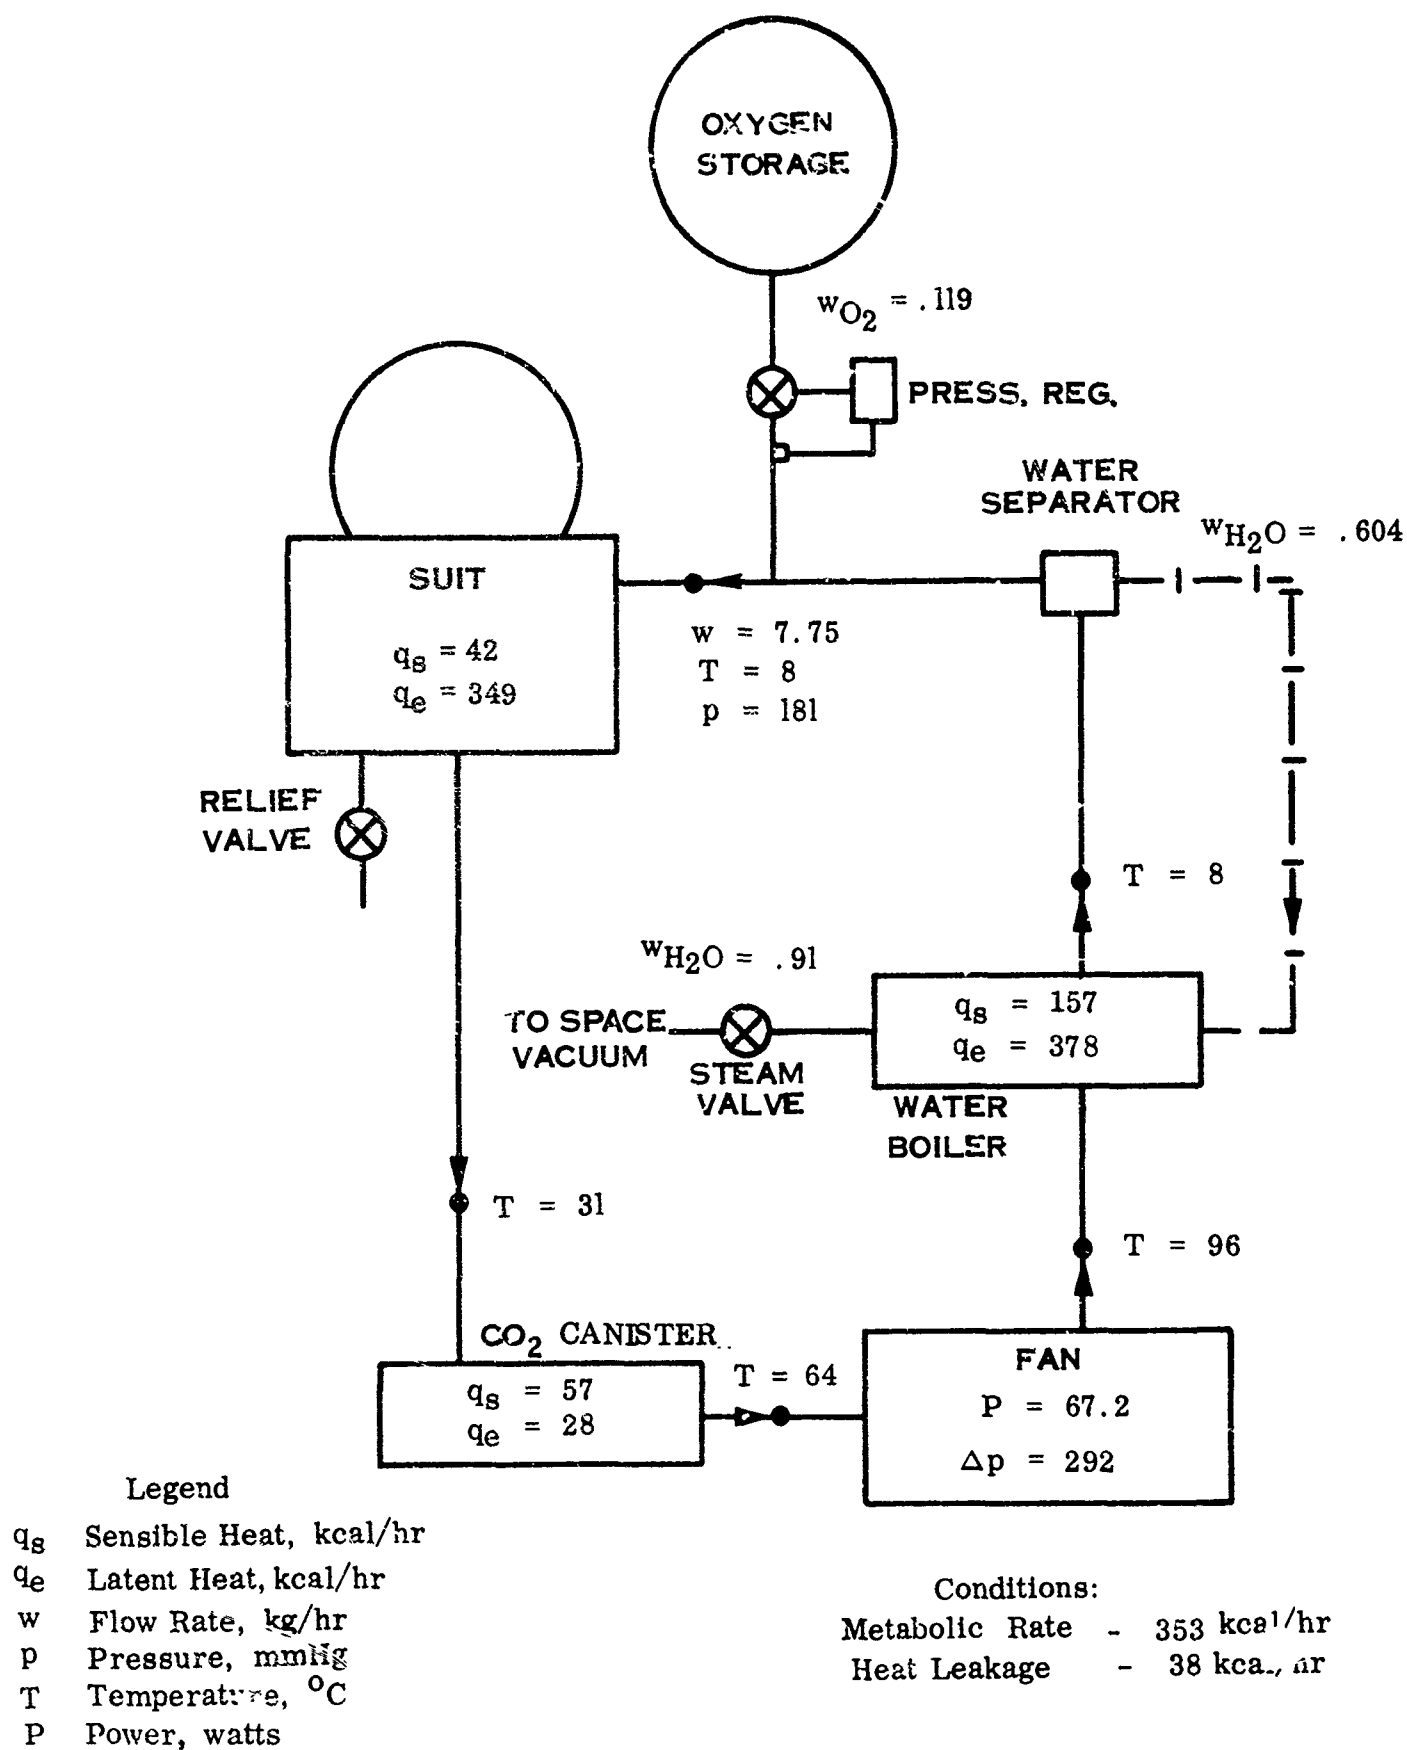 OXYGEN
STORAGE
wO2 = .119
PRESS. REG.
WATER
SEPARATOR
wH2O = .604
SUIT
qs = 42
qe = 349
w = 7.75
T = 8
p = 181
RELIEF
VALVE
T = 8
wH2O = .91
TO SPACE
VACUUM
STEAM
VALVE
qs = 157
qe = 378
WATER
BOILER
T = 31
T = 96
CO2 CANISTER
qs = 57
qe = 28
T = 64
FAN
P = 67.2
Δp = 292
Legend
qs Sensible Heat, kcal/hr
qe Latent Heat, kcal/hr
w Flow Rate, kg/hr
p Pressure, mmHg
T Temperature, °C
P Power, watts
Conditions:
Metabolic Rate - 353 kcal/hr
Heat Leakage - 38 kcal/hr